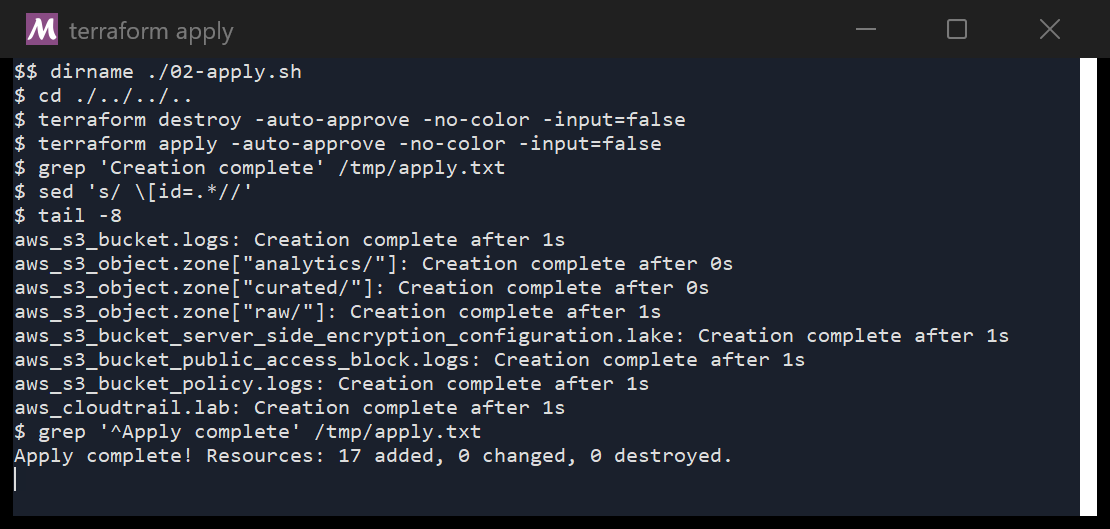 M terraform apply
$$ dirname ./02-apply.sh
$ cd ./../../..
$ terraform destroy -auto-approve -no-color -input=false
$ terraform apply -auto-approve -no-color -input=false
$ grep 'Creation complete' /tmp/apply.txt
$ sed 's/ \[id=.*//'
$ tail -8
aws_s3_bucket.logs: Creation complete after 1s
aws_s3_object.zone["analytics/"]: Creation complete after 0s
aws_s3_object.zone["curated/"]: Creation complete after 0s
aws_s3_object.zone["raw/"]: Creation complete after 1s
aws_s3_bucket_server_side_encryption_configuration.lake: Creation complete after 1s
aws_s3_bucket_public_access_block.logs: Creation complete after 1s
aws_s3_bucket_policy.logs: Creation complete after 1s
aws_cloudtrail.lab: Creation complete after 1s
$ grep '^Apply complete' /tmp/apply.txt
Apply complete! Resources: 17 added, 0 changed, 0 destroyed.